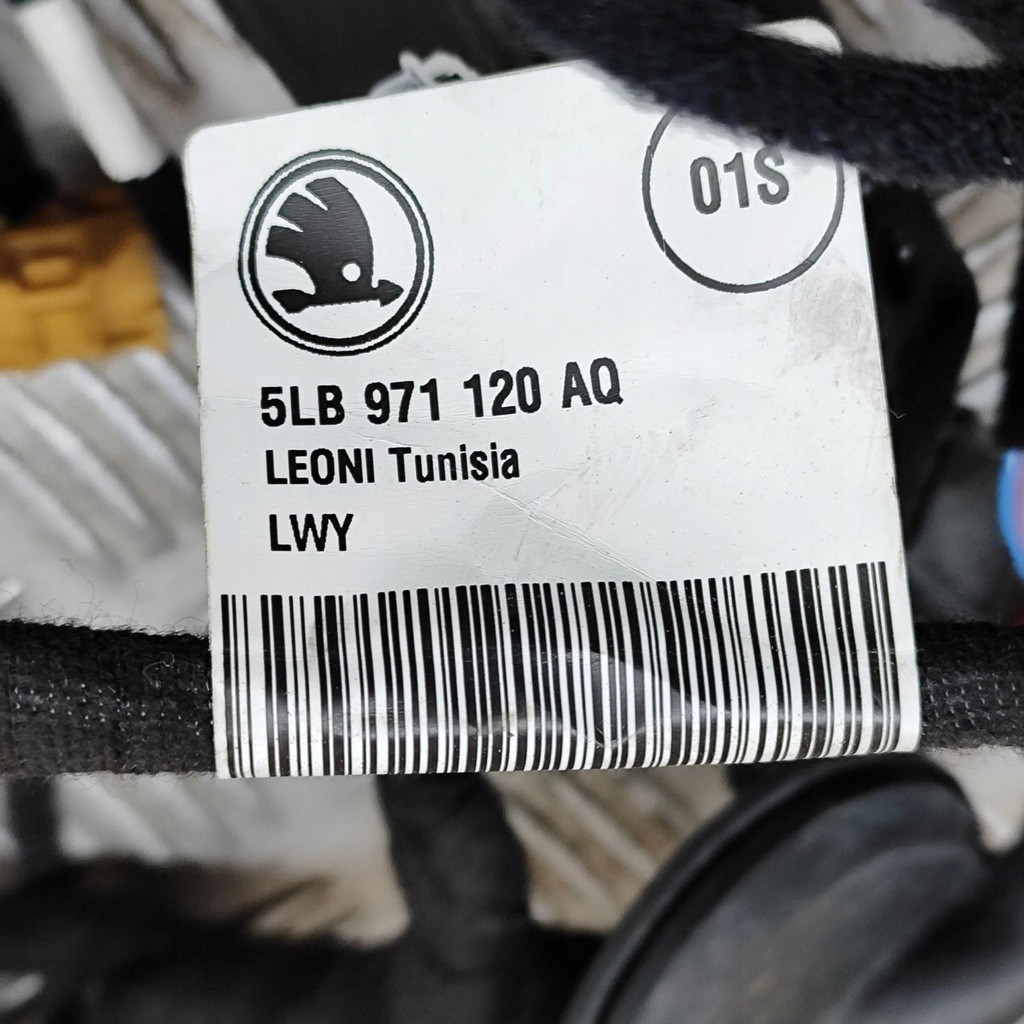 01S
5LB 971 120 AQ
LEONI Tunisia
LWY